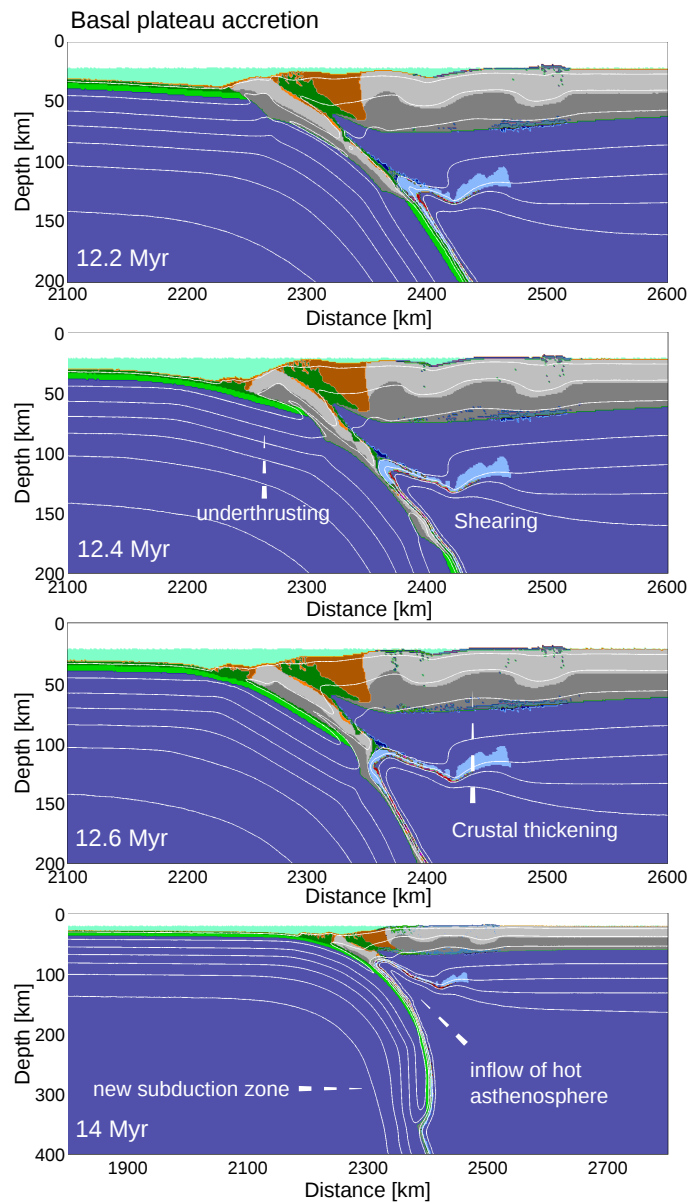 Basal plateau accretion
0
50
100
150
200
Depth [km]
12.2 Myr
2100 2200 2300 2400 2500 2600
Distance [km]
0
50
100
150
200
Depth [km]
underthrusting
Shearing
12.4 Myr
2100 2200 2300 2400 2500 2600
Distance [km]
0
50
100
150
200
Depth [km]
Crustal thickening
12.6 Myr
2100 2200 2300 2400 2500 2600
Distance [km]
0
100
200
300
400
Depth [km]
inflow of hot
asthenosphere
new subduction zone
14 Myr
1900 2100 2300 2500 2700
Distance [km]